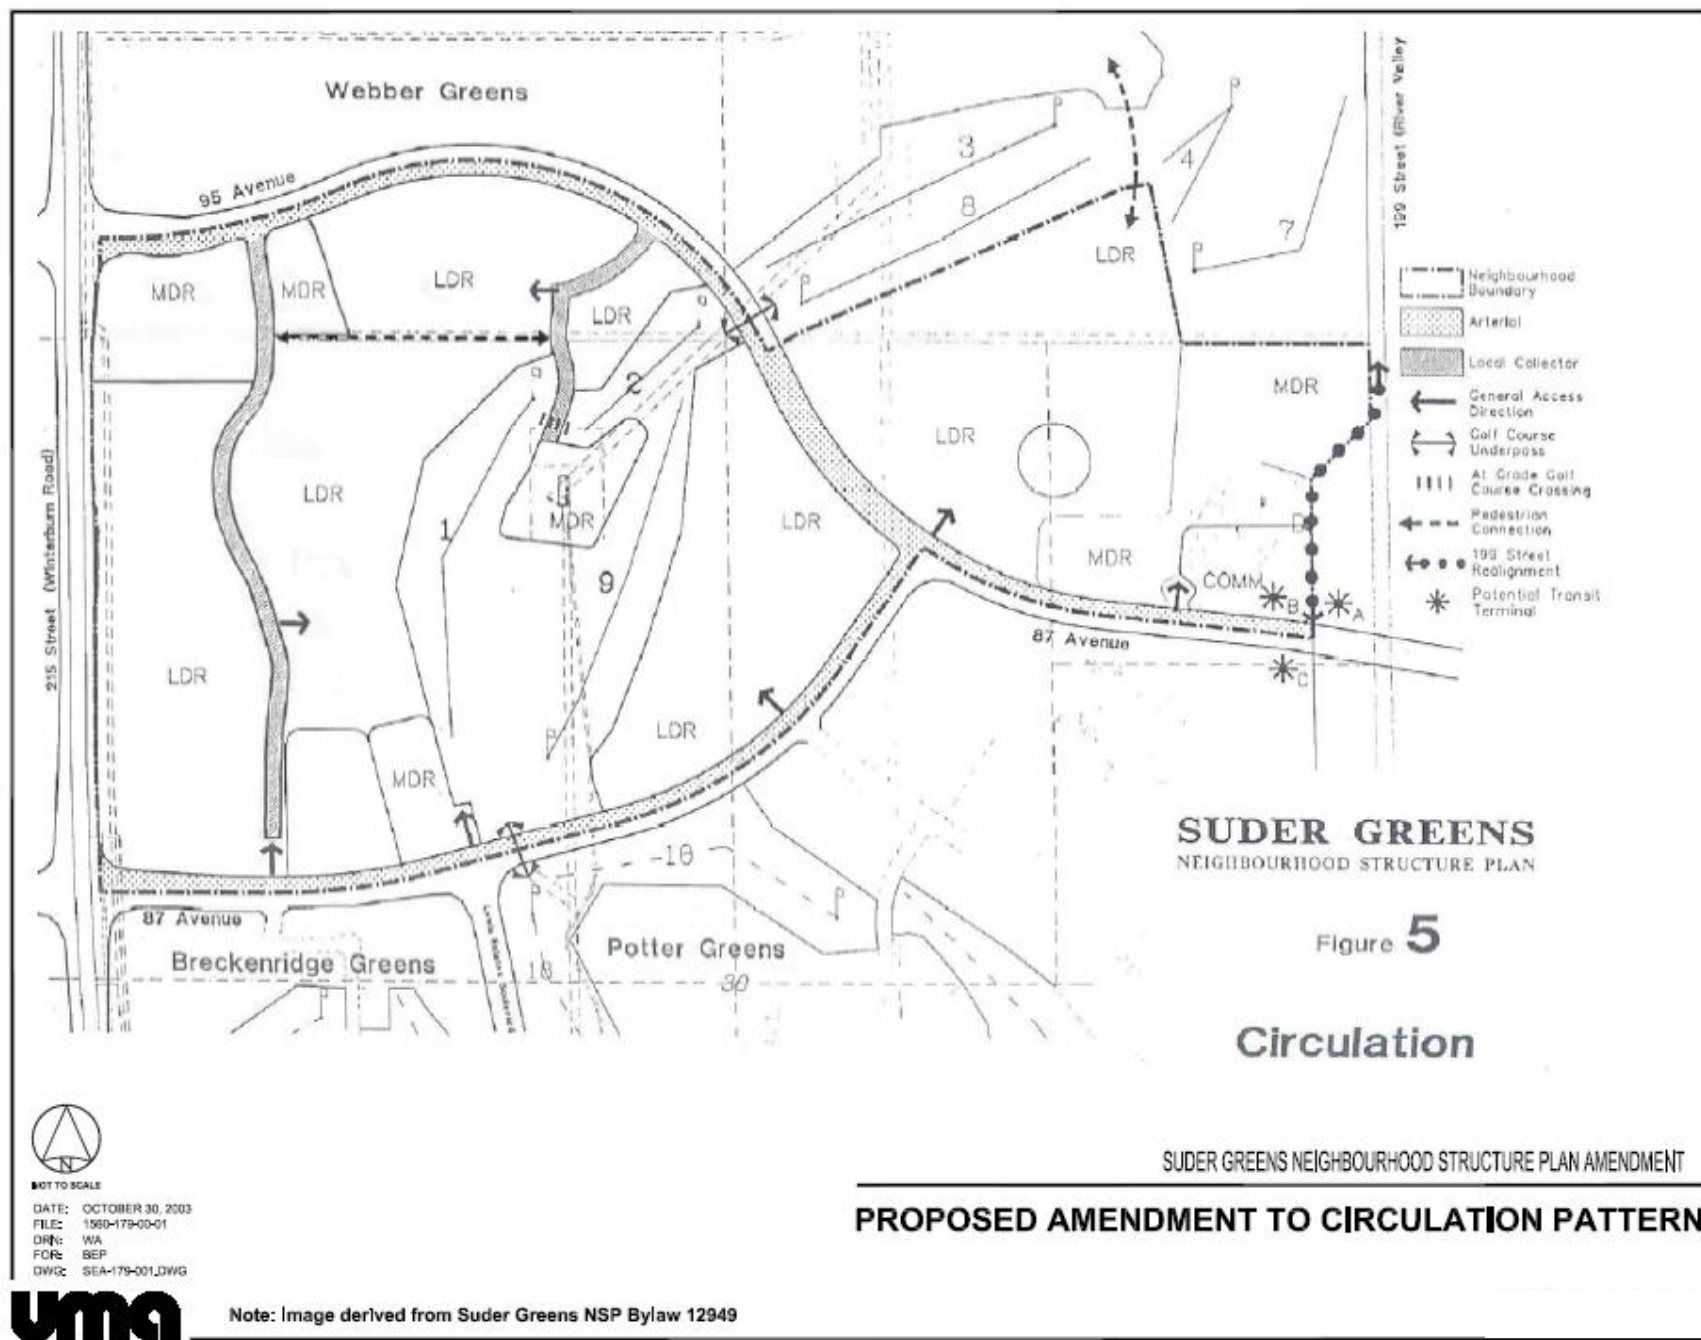 Webber Greens
95 Avenue
199 Street (River Valley
3
4
8
7
LDR
MDR
MDR
LDR
LDR
2
MDR
LDR
LDR
1
MDR
LDR
MDR
D
COMM
B
A
C
9
87 Avenue
215 Street (Winterburn Road)
LDR
LDR
MDR
10
87 Avenue
Breckenridge Greens
Potter Greens
18
30
Neighbourhood
Boundary
Arterial
Local Collector
General Access
Direction
Golf Course
Underpass
At Grade Golf
Course Crossing
Pedestrian
Connection
199 Street
Realignment
Potential Transit
Terminal
SUDER GREENS
NEIGHBOURHOOD STRUCTURE PLAN
Figure 5
Circulation
N
NOT TO SCALE
DATE: OCTOBER 30, 2003
FILE: 1560-179-00-01
DRN: WA
FOR: BEP
DWG: SEA-179-001.DWG
SUDER GREENS NEIGHBOURHOOD STRUCTURE PLAN AMENDMENT
PROPOSED AMENDMENT TO CIRCULATION PATTERN
uma
Note: Image derived from Suder Greens NSP Bylaw 12949